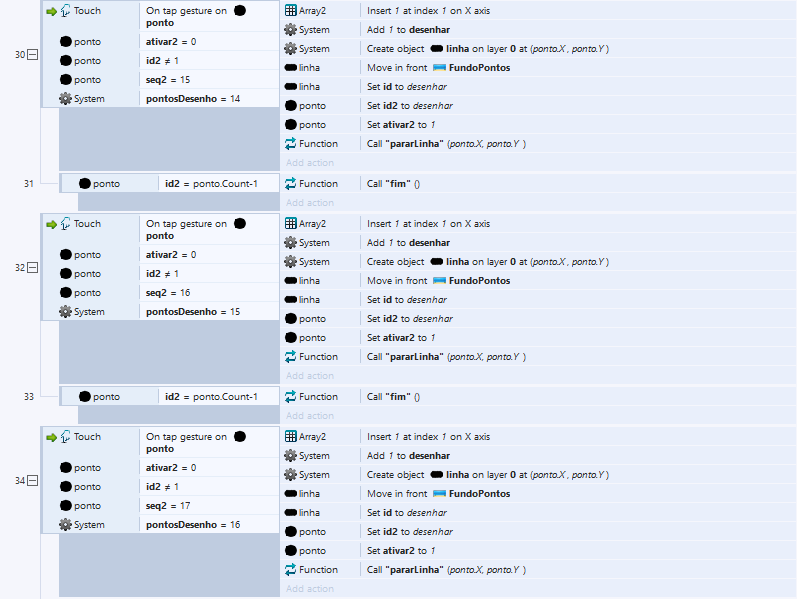 Touch On tap gesture on ponto Array2 Insert 1 at index 1 on X axis
System Add 1 to desenhar
ponto ativar2 = 0 System Create object linha on layer 0 at (ponto.X, ponto.Y)
30 ponto id2 ≠ 1 linha Move in front FundoPontos
ponto seq2 = 15 linha Set id to desenhar
System pontosDesenho = 14 ponto Set id2 to desenhar
ponto Set ativar2 to 1
Function Call "pararLinha" (ponto.X, ponto.Y )
Add action
31 ponto id2 = ponto.Count-1 Function Call "fim" ()
Add action
Touch On tap gesture on ponto Array2 Insert 1 at index 1 on X axis
System Add 1 to desenhar
ponto ativar2 = 0 System Create object linha on layer 0 at (ponto.X, ponto.Y)
32 ponto id2 ≠ 1 linha Move in front FundoPontos
ponto seq2 = 16 linha Set id to desenhar
System pontosDesenho = 15 ponto Set id2 to desenhar
ponto Set ativar2 to 1
Function Call "pararLinha" (ponto.X, ponto.Y )
Add action
33 ponto id2 = ponto.Count-1 Function Call "fim" ()
Add action
Touch On tap gesture on ponto Array2 Insert 1 at index 1 on X axis
System Add 1 to desenhar
ponto ativar2 = 0 System Create object linha on layer 0 at (ponto.X, ponto.Y)
34 ponto id2 ≠ 1 linha Move in front FundoPontos
ponto seq2 = 17 linha Set id to desenhar
System pontosDesenho = 16 ponto Set id2 to desenhar
ponto Set ativar2 to 1
Function Call "pararLinha" (ponto.X, ponto.Y )
Add action